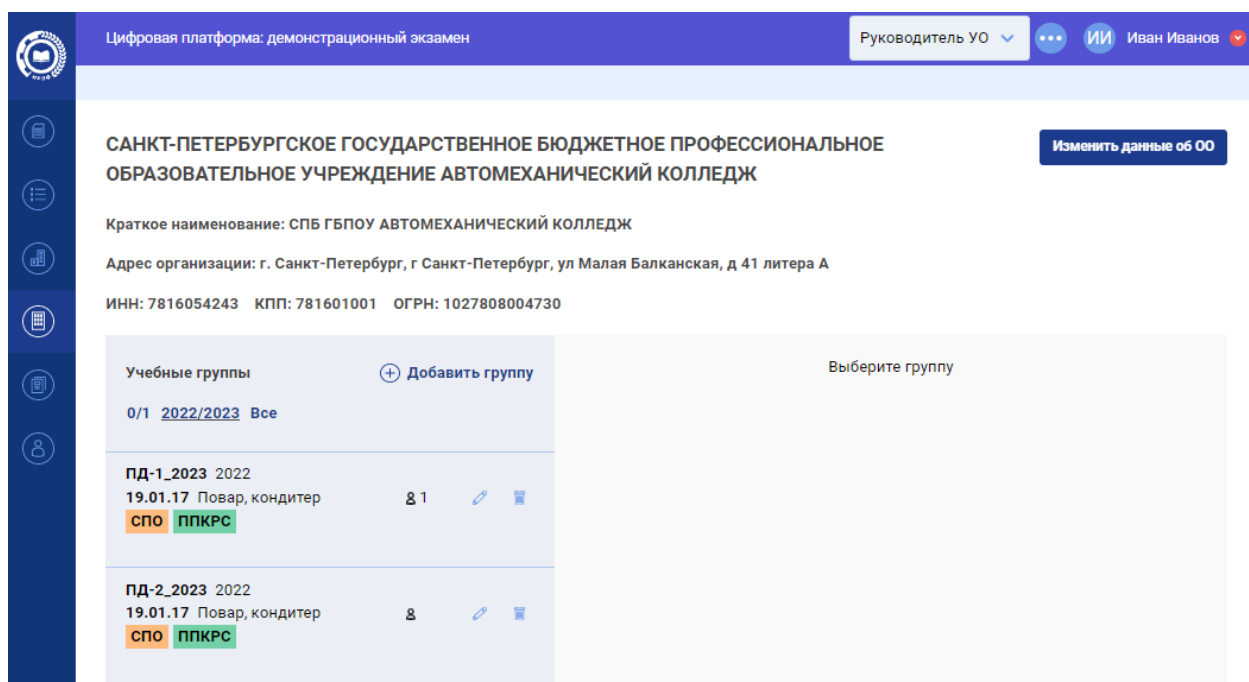 Цифровая платформа: демонстрационный экзамен
Руководитель УО
ИИ Иван Иванов
САНКТ-ПЕТЕРБУРГСКОЕ ГОСУДАРСТВЕННОЕ БЮДЖЕТНОЕ ПРОФЕССИОНАЛЬНОЕ
ОБРАЗОВАТЕЛЬНОЕ УЧРЕЖДЕНИЕ АВТОМЕХАНИЧЕСКИЙ КОЛЛЕДЖ
Изменить данные об ОО
Краткое наименование: СПБ ГБПОУ АВТОМЕХАНИЧЕСКИЙ КОЛЛЕДЖ
Адрес организации: г. Санкт-Петербург, г Санкт-Петербург, ул Малая Балканская, д 41 литера А
ИНН: 7816054243 КПП: 781601001 ОГРН: 1027808004730
Учебные группы
Добавить группу
0/1 2022/2023 Все
Выберите группу
ПД-1_2023 2022
19.01.17 Повар, кондитер
1
СПО ППКРС
ПД-2_2023 2022
19.01.17 Повар, кондитер
СПО ППКРС